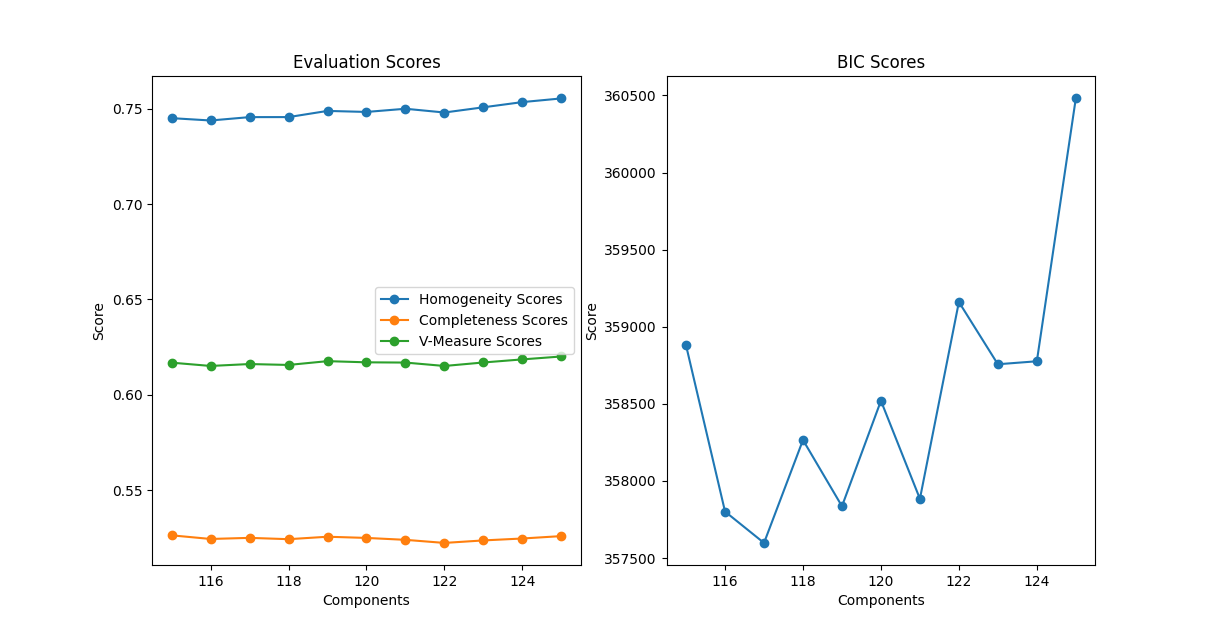 Evaluation Scores
0.75
0.70
0.65
0.60
0.55
Score
Homogeneity Scores
Completeness Scores
V-Measure Scores
116 118 120 122 124
Components
BIC Scores
360500
360000
359500
359000
358500
358000
357500
Score
116 118 120 122 124
Components